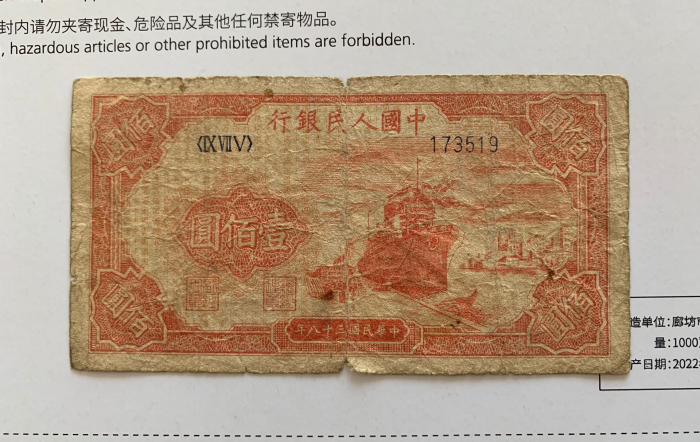 封内请勿夹寄现金、危险品及其他任何禁寄物品。
, hazardous articles or other prohibited items are forbidden.
佰圓
中國人民銀行
佰圓
〈IX VII V〉
173519
壹佰圓
佰圓
中華民國三十八年
佰圓
造单位:廊坊
量:1000
产日期:2022